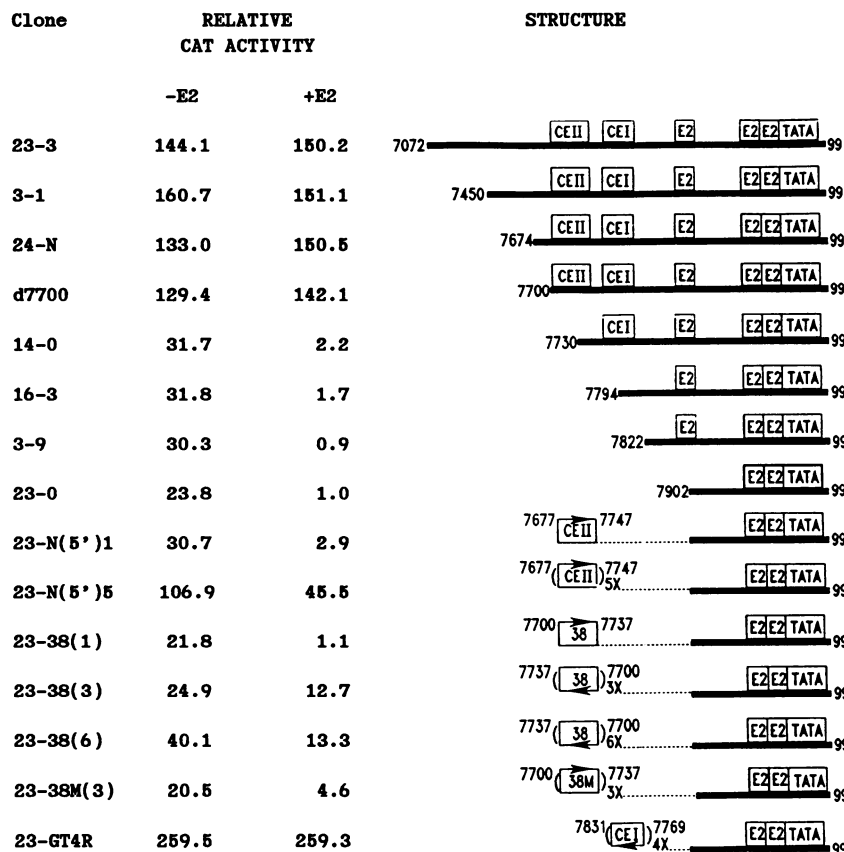 Clone RELATIVE STRUCTURE
CAT ACTIVITY
-E2 +E2
CEII CEI E2 E2 E2 TATA
23-3 144.1 150.2 7072 99
CEII CEI E2 E2 E2 TATA
3-1 160.7 151.1 7450 99
CEII CEI E2 E2 E2 TATA
24-N 133.0 150.5 7674 99
CEII CEI E2 E2 E2 TATA
d7700 129.4 142.1 7700 99
CEI E2 E2 E2 TATA
14-0 31.7 2.2 7730 99
E2 E2 E2 TATA
16-3 31.8 1.7 7794 99
E2 E2 E2 TATA
3-9 30.3 0.9 7822 99
E2 E2 TATA
23-0 23.8 1.0 7902 99
7677 CEII 7747 E2 E2 TATA
23-N(5')1 30.7 2.9 99
7677 (CEII) 7747 E2 E2 TATA
23-N(5')5 106.9 45.5 5X 99
7700 38 7737 E2 E2 TATA
23-38(1) 21.8 1.1 99
7737 (38) 7700 E2 E2 TATA
23-38(3) 24.9 12.7 3X 99
7737 (38) 7700 E2 E2 TATA
23-38(6) 40.1 13.3 6X 99
7700 (38M) 7737 E2 E2 TATA
23-38M(3) 20.5 4.6 3X 99
7831 (CEI) 7769 E2 E2 TATA
23-GT4R 259.5 259.3 4X 99